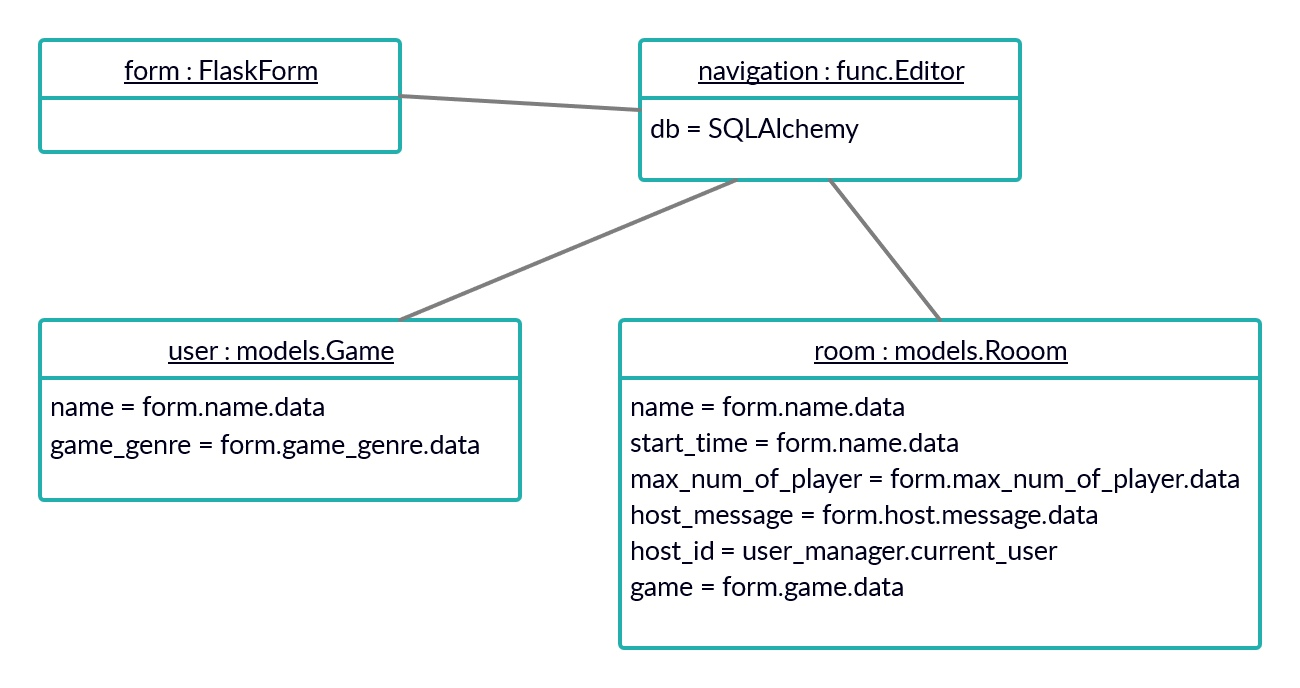 form : FlaskForm
navigation : func.Editor
db = SQLAlchemy
user : models.Game
name = form.name.data
game_genre = form.game_genre.data
room : models.Rooom
name = form.name.data
start_time = form.name.data
max_num_of_player = form.max_num_of_player.data
host_message = form.host.message.data
host_id = user_manager.current_user
game = form.game.data